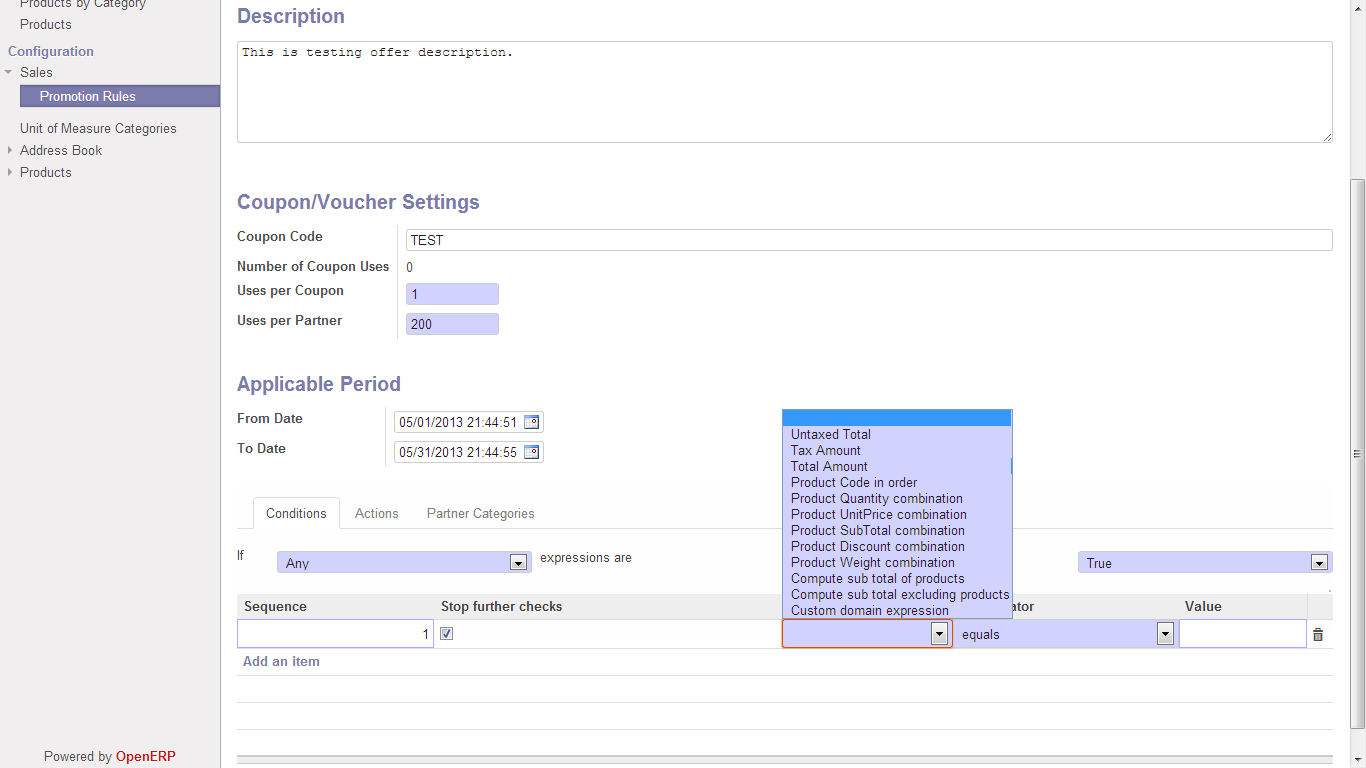 Products by Category
Products
Configuration
Sales
Promotion Rules
Unit of Measure Categories
Address Book
Products
Powered by OpenERP
Description
This is testing offer description.
Coupon/Voucher Settings
Coupon Code
TEST
Number of Coupon Uses
0
Uses per Coupon
1
Uses per Partner
200
Applicable Period
From Date
05/01/2013 21:44:51
To Date
05/31/2013 21:44:55
Conditions Actions Partner Categories
If Any expressions are True
Untaxed Total
Tax Amount
Total Amount
Product Code in order
Product Quantity combination
Product UnitPrice combination
Product SubTotal combination
Product Discount combination
Product Weight combination
Compute sub total of products
Compute sub total excluding products
Custom domain expression
Sequence Stop further checks ator Value
1 equals
Add an item